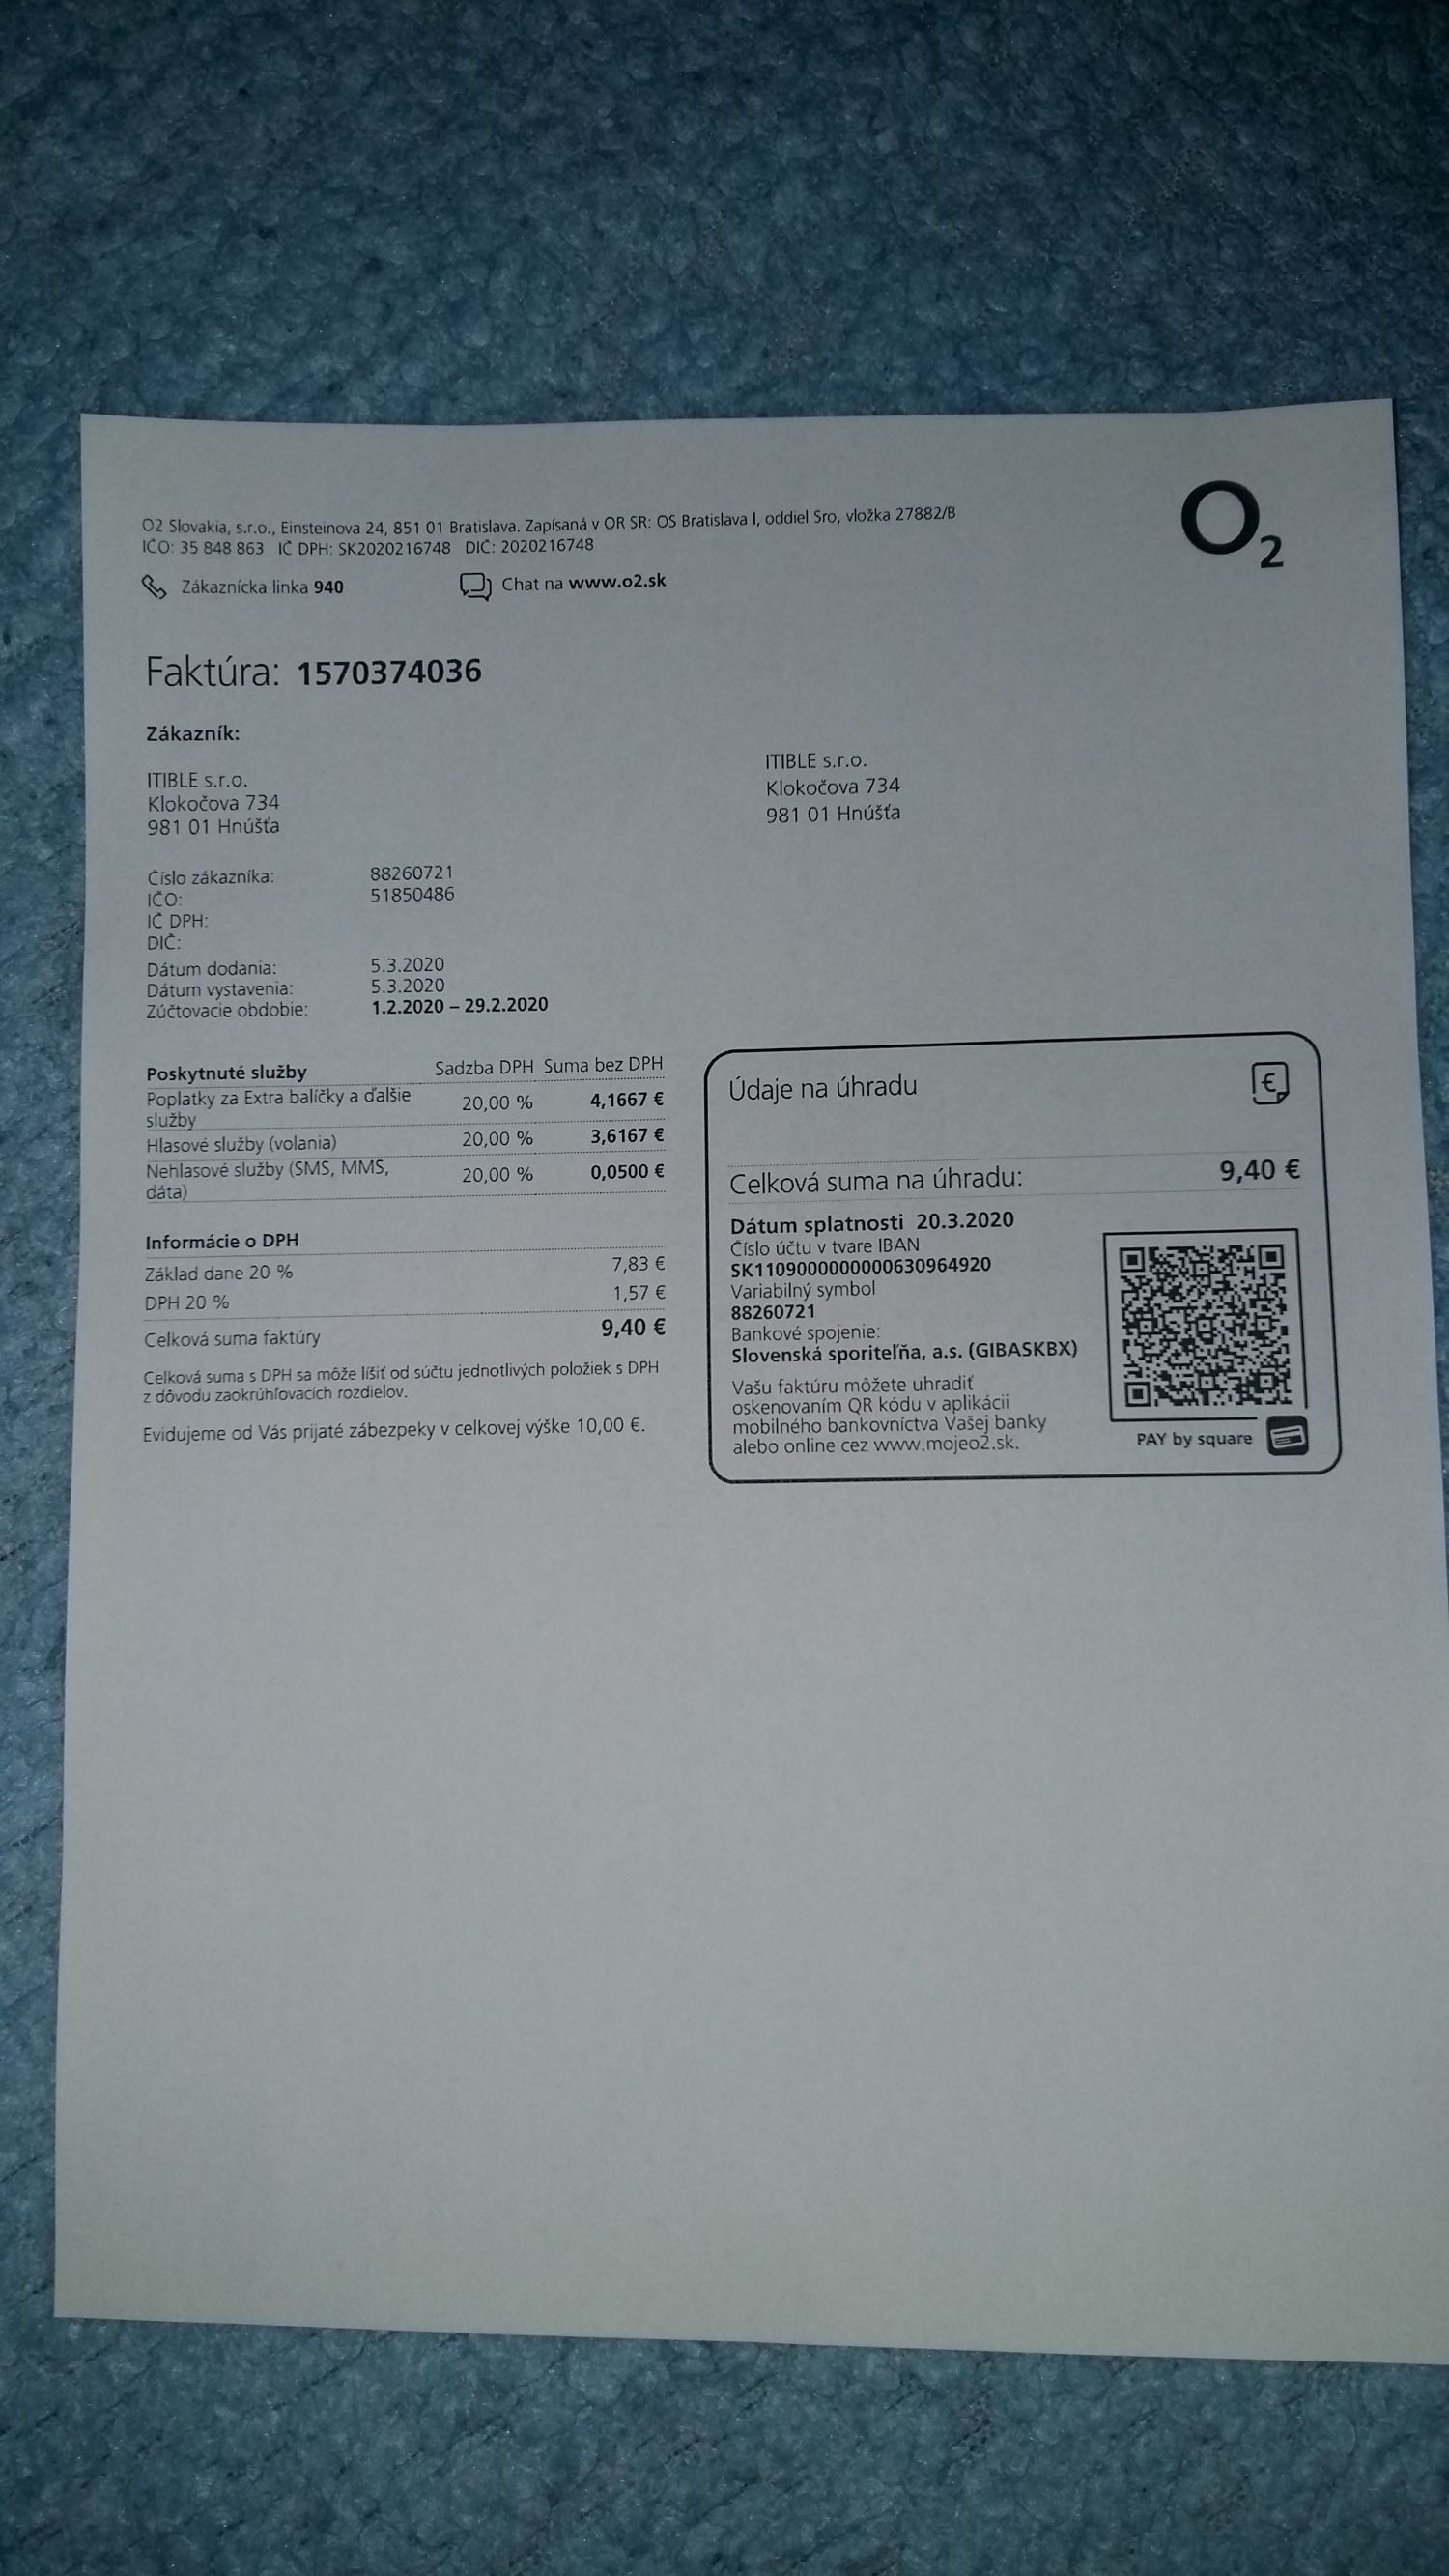 O2 Slovakia, s.r.o., Einsteinova 24, 851 01 Bratislava. Zapísaná v OR SR: OS Bratislava I, oddiel Sro, vložka 27882/B
IČO: 35 848 863 IČ DPH: SK2020216748 DIČ: 2020216748
Zákaznícka linka 940
Chat na www.o2.sk
O2
Faktúra: 1570374036
Zákazník:
ITIBLE s.r.o.
Klokočova 734
981 01 Hnúšťa
ITIBLE s.r.o.
Klokočova 734
981 01 Hnúšťa
Číslo zákazníka: 88260721
IČO: 51850486
IČ DPH:
DIČ:
Dátum dodania: 5.3.2020
Dátum vystavenia: 5.3.2020
Zúčtovacie obdobie: 1.2.2020 – 29.2.2020
Poskytnuté služby Sadzba DPH Suma bez DPH
Poplatky za Extra balíčky a ďalšie
služby 20,00 % 4,1667 €
Hlasové služby (volania) 20,00 % 3,6167 €
Nehlasové služby (SMS, MMS,
dáta) 20,00 % 0,0500 €
Informácie o DPH
Základ dane 20 % 7,83 €
DPH 20 % 1,57 €
Celková suma faktúry 9,40 €
Celková suma s DPH sa môže líšiť od súčtu jednotlivých položiek s DPH
z dôvodu zaokrúhľovacích rozdielov.
Evidujeme od Vás prijaté zábezpeky v celkovej výške 10,00 €.
Údaje na úhradu
€
Celková suma na úhradu: 9,40 €
Dátum splatnosti 20.3.2020
Číslo účtu v tvare IBAN
SK1109000000000630964920
Variabilný symbol
88260721
Bankové spojenie:
Slovenská sporiteľňa, a.s. (GIBASKBX)
Vašu faktúru môžete uhradiť
oskenovaním QR kódu v aplikácii
mobilného bankovníctva Vašej banky
alebo online cez www.mojeo2.sk.
PAY by square